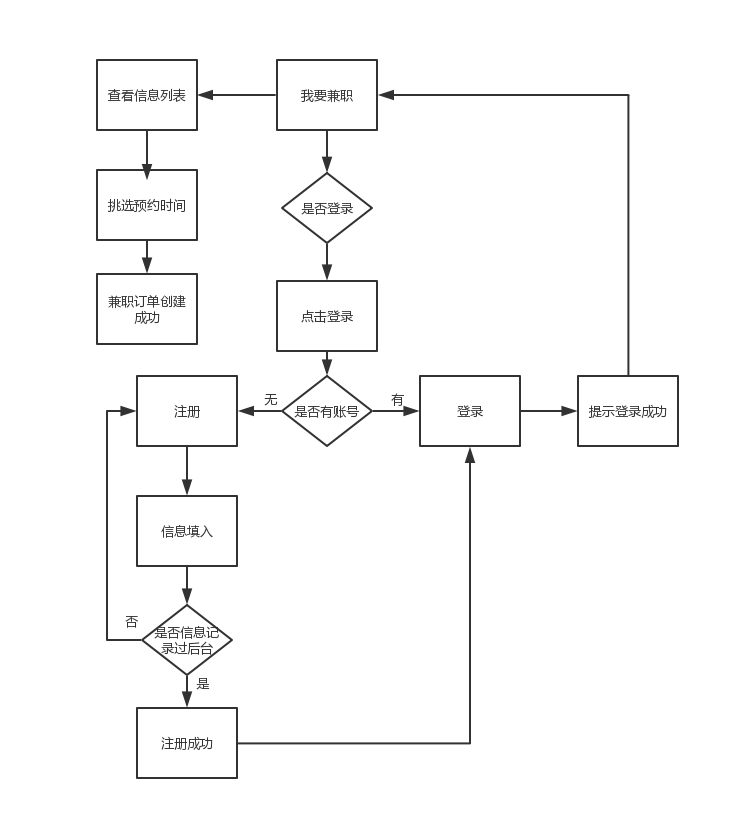 查看信息列表
我要兼职
挑选预约时间
是否登录
兼职订单创建
成功
点击登录
注册
无
是否有账号
有
登录
提示登录成功
信息填入
否
是否信息记
录过后台
是
注册成功